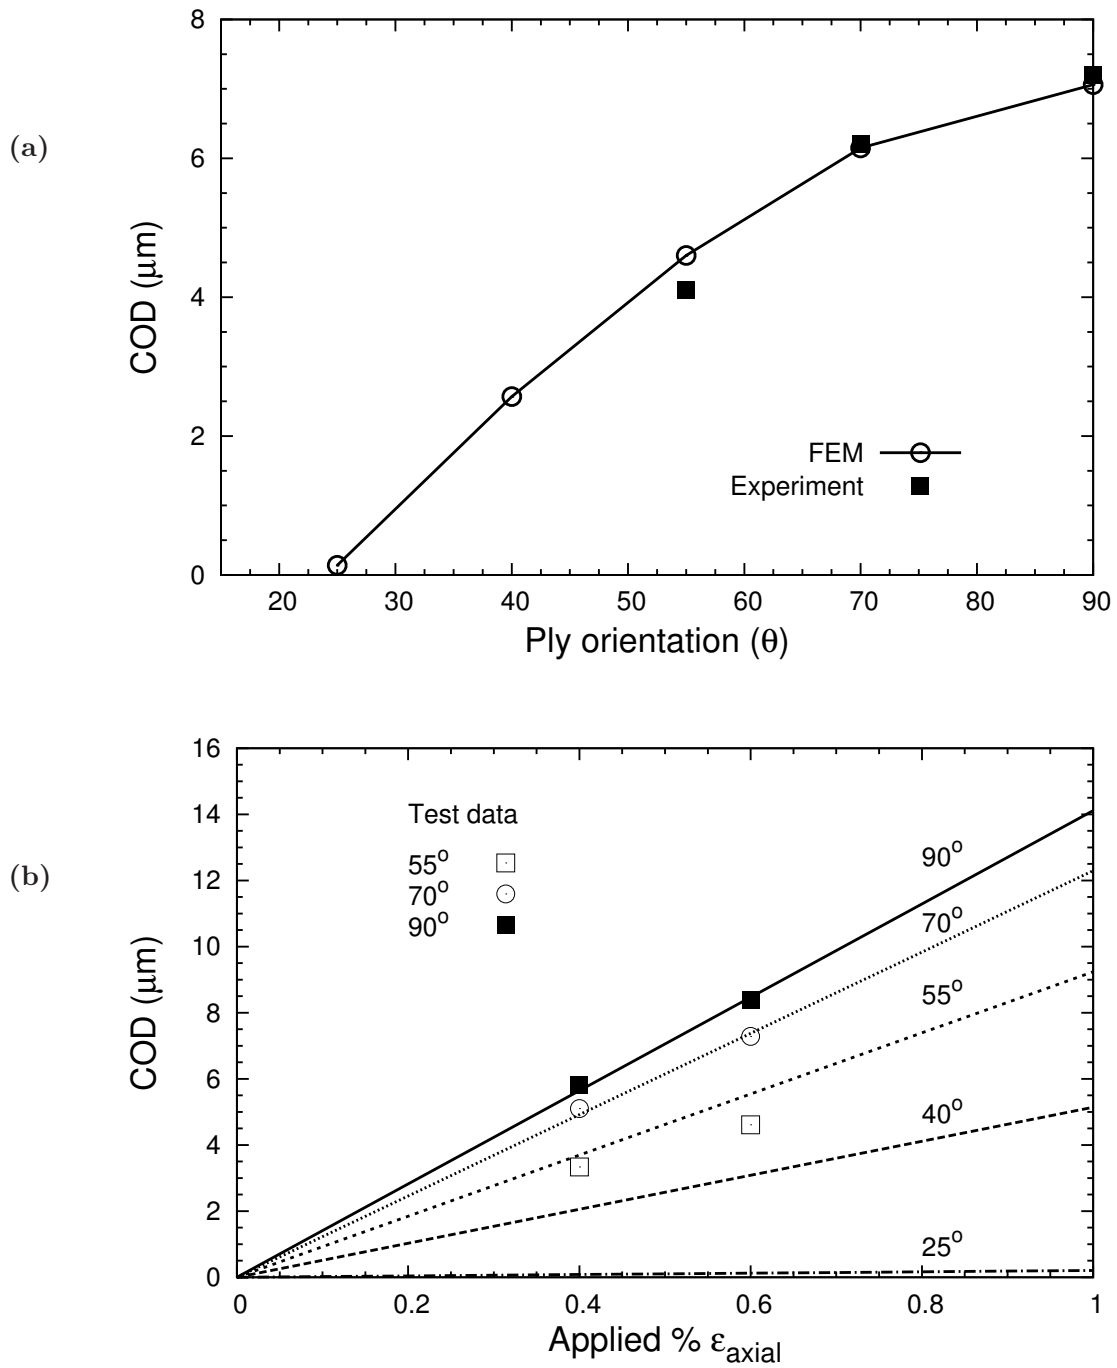 (a)
COD (μm)
8
6
4
2
0
FEM
Experiment
20 30 40 50 60 70 80 90
Ply orientation (θ)
(b)
COD (μm)
16
14
12
10
8
6
4
2
0
Test data
55°
70°
90°
90°
70°
55°
40°
25°
0 0.2 0.4 0.6 0.8 1
Applied % ε_axial